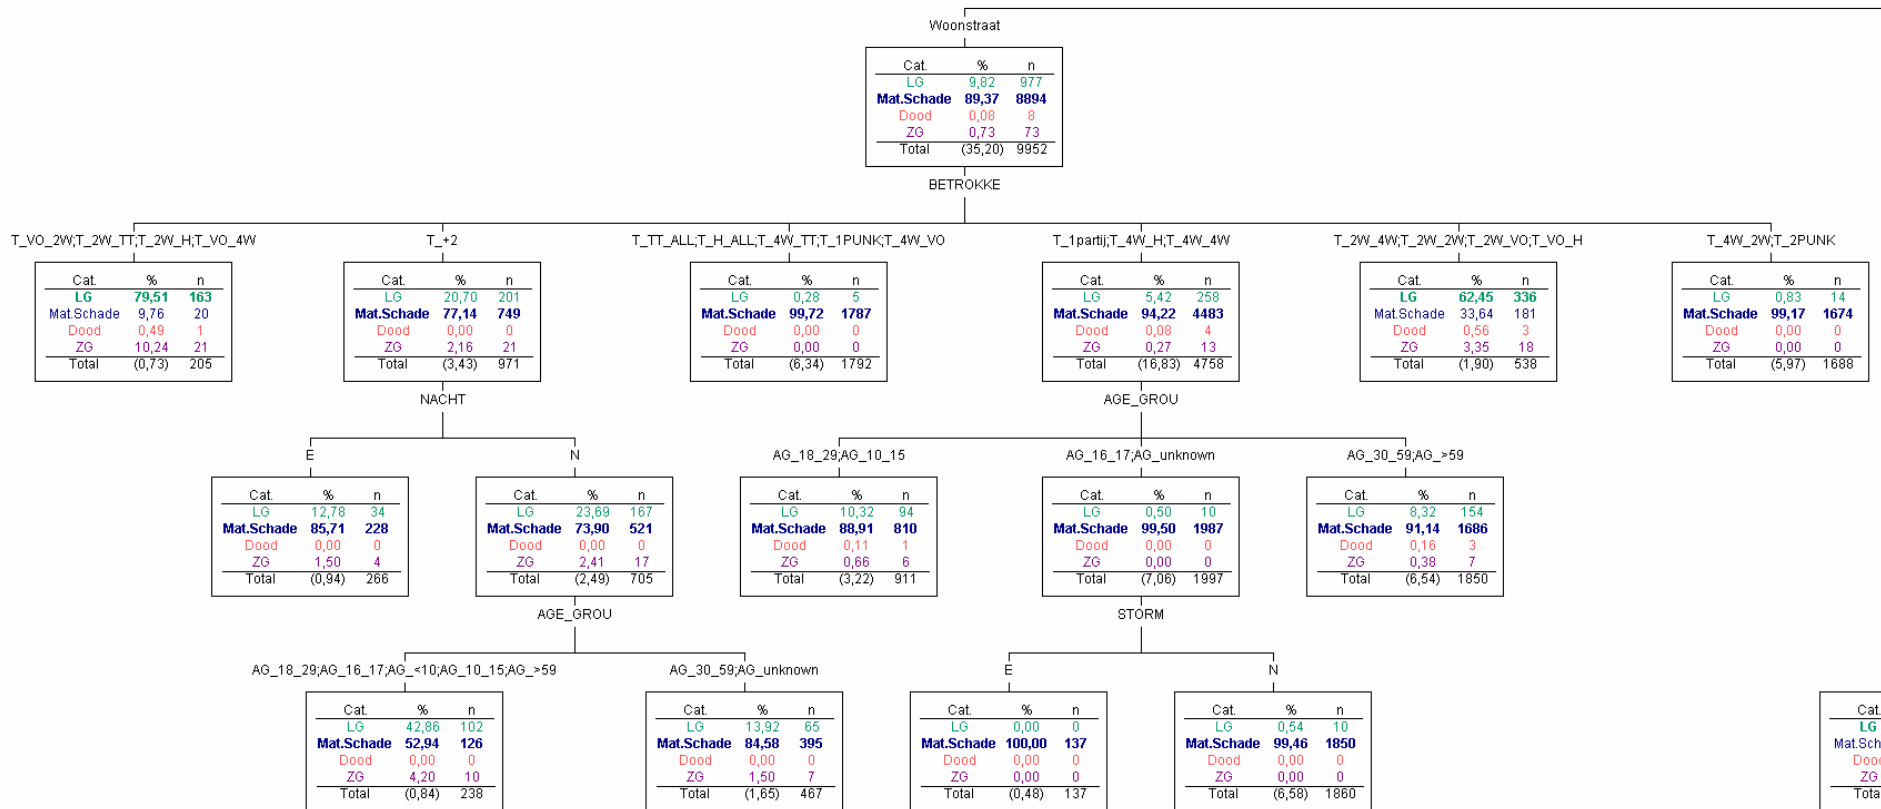 Woonstraat
Cat. % n
LG 9,82 977
Mat.Schade 89,37 8894
Dood 0,08 8
ZG 0,73 73
Total (35,20) 9952
BETROKKE
T_VO_2W;T_2W_TT;T_2W_H;T_VO_4W
Cat. % n
LG 79,51 163
Mat.Schade 9,76 20
Dood 0,49 1
ZG 10,24 21
Total (0,73) 205
T_+2
Cat. % n
LG 20,70 201
Mat.Schade 77,14 749
Dood 0,00 0
ZG 2,16 21
Total (3,43) 971
T_TT_ALL;T_H_ALL;T_4W_TT;T_1PUNK;T_4W_VO
Cat. % n
LG 0,28 5
Mat.Schade 99,72 1787
Dood 0,00 0
ZG 0,00 0
Total (6,34) 1792
T_1partij;T_4W_H;T_4W_4W
Cat. % n
LG 5,42 258
Mat.Schade 94,22 4483
Dood 0,08 4
ZG 0,27 13
Total (16,83) 4758
T_2W_4W;T_2W_2W;T_2W_VO;T_VO_H
Cat. % n
LG 62,45 336
Mat.Schade 33,64 181
Dood 0,56 3
ZG 3,35 18
Total (1,90) 538
T_4W_2W;T_2PUNK
Cat. % n
LG 0,83 14
Mat.Schade 99,17 1674
Dood 0,00 0
ZG 0,00 0
Total (5,97) 1688
NACHT
AGE_GROU
E
Cat. % n
LG 12,78 34
Mat.Schade 85,71 228
Dood 0,00 0
ZG 1,50 4
Total (0,94) 266
N
Cat. % n
LG 23,69 167
Mat.Schade 73,90 521
Dood 0,00 0
ZG 2,41 17
Total (2,49) 705
AG_18_29;AG_10_15
Cat. % n
LG 10,32 94
Mat.Schade 88,91 810
Dood 0,11 1
ZG 0,66 6
Total (3,22) 911
AG_16_17;AG_unknown
Cat. % n
LG 0,50 10
Mat.Schade 99,50 1987
Dood 0,00 0
ZG 0,00 0
Total (7,06) 1997
AG_30_59;AG_>59
Cat. % n
LG 8,32 154
Mat.Schade 91,14 1686
Dood 0,16 3
ZG 0,38 7
Total (6,54) 1850
AGE_GROU
STORM
AG_18_29;AG_16_17;AG_<10;AG_10_15;AG_>59
Cat. % n
LG 42,86 102
Mat.Schade 52,94 126
Dood 0,00 0
ZG 4,20 10
Total (0,84) 238
AG_30_59;AG_unknown
Cat. % n
LG 13,92 65
Mat.Schade 84,58 395
Dood 0,00 0
ZG 1,50 7
Total (1,65) 467
E
Cat. % n
LG 0,00 0
Mat.Schade 100,00 137
Dood 0,00 0
ZG 0,00 0
Total (0,48) 137
N
Cat. % n
LG 0,54 10
Mat.Schade 99,46 1850
Dood 0,00 0
ZG 0,00 0
Total (6,58) 1860
Cat.
LG
Mat.Sch
Dood
ZG
Tota